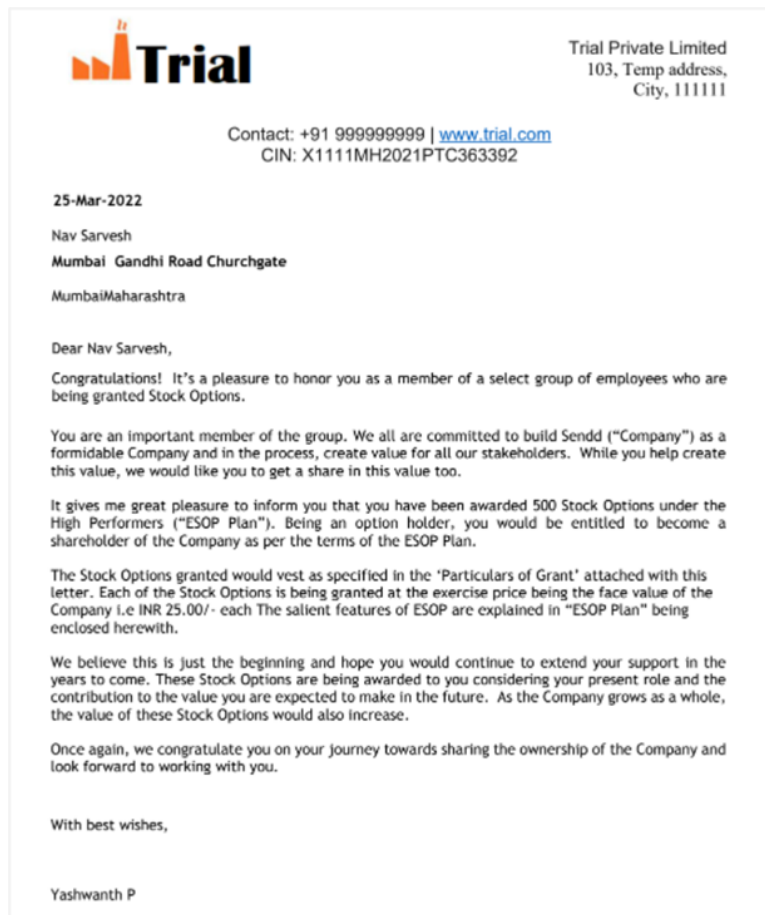 Trial
Trial Private Limited
103, Temp address,
City, 111111
Contact: +91 999999999 | www.trial.com
CIN: X1111MH2021PTC363392
25-Mar-2022
Nav Sarvesh
Mumbai Gandhi Road Churchgate
MumbaiMaharashtra
Dear Nav Sarvesh,
Congratulations! It's a pleasure to honor you as a member of a select group of employees who are
being granted Stock Options.
You are an important member of the group. We all are committed to build Sendd ("Company") as a
formidable Company and in the process, create value for all our stakeholders. While you help create
this value, we would like you to get a share in this value too.
It gives me great pleasure to inform you that you have been awarded 500 Stock Options under the
High Performers ("ESOP Plan"). Being an option holder, you would be entitled to become a
shareholder of the Company as per the terms of the ESOP Plan.
The Stock Options granted would vest as specified in the 'Particulars of Grant' attached with this
letter. Each of the Stock Options is being granted at the exercise price being the face value of the
Company i.e INR 25.00/- each The salient features of ESOP are explained in "ESOP Plan" being
enclosed herewith.
We believe this is just the beginning and hope you would continue to extend your support in the
years to come. These Stock Options are being awarded to you considering your present role and the
contribution to the value you are expected to make in the future. As the Company grows as a whole,
the value of these Stock Options would also increase.
Once again, we congratulate you on your journey towards sharing the ownership of the Company and
look forward to working with you.
With best wishes,
Yashwanth P